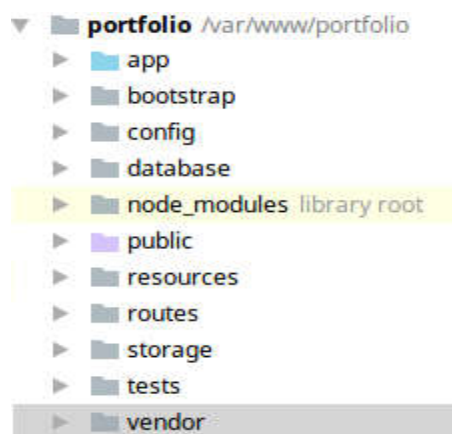 portfolio /var/www/portfolio
app
bootstrap
config
database
node_modules library root
public
resources
routes
storage
tests
vendor